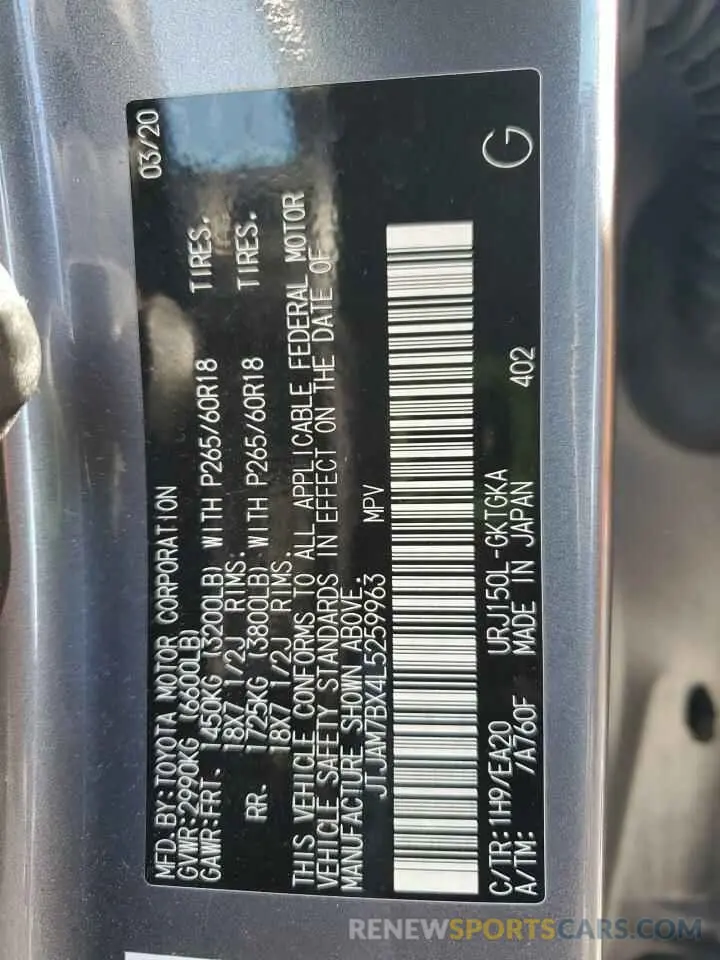 MFD.BY:TOYOTA MOTOR CORPORATION 03/20
GVWR:2990KG (6600LB)
GAWR:FRT. 1450KG (3200LB) WITH P265/60R18 TIRES.
18X7 1/2J RIMS.
RR. 1725KG (3800LB) WITH P265/60R18 TIRES.
18X7 1/2J RIMS.
THIS VEHICLE CONFORMS TO ALL APPLICABLE FEDERAL MOTOR
VEHICLE SAFETY STANDARDS IN EFFECT ON THE DATE OF
MANUFACTURE SHOWN ABOVE.
JTJAM7BX4L5259963 MPV
C/TR:1H9/EA20 URJ150L-GKTGKA 402 G
A/TM: /A760F MADE IN JAPAN
RENEWSPORTSCARS.COM